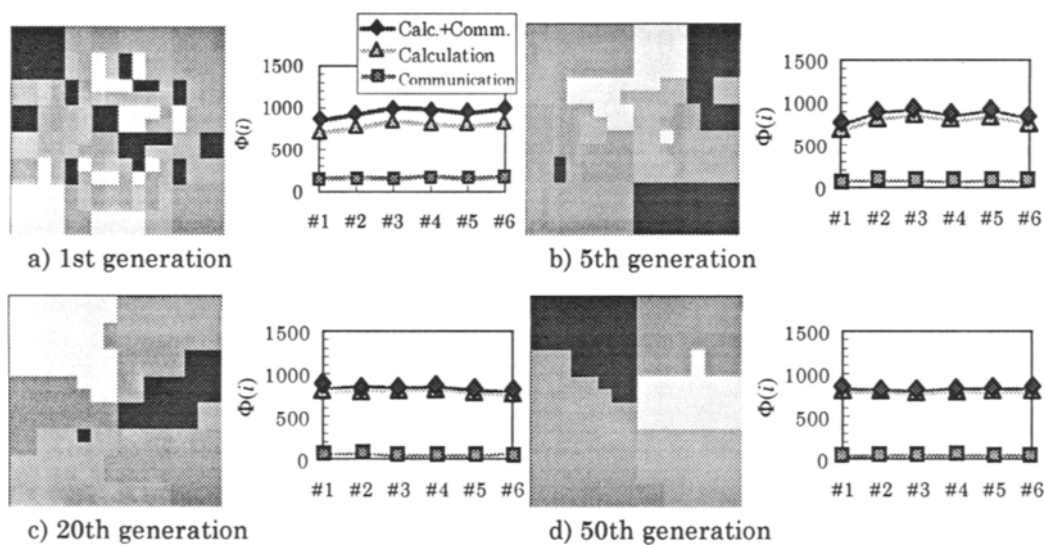 Calc.+Comm.
Calculation
Communication
1500
1000
500
0
Φ(i)
#1 #2 #3 #4 #5 #6
a) 1st generation
1500
1000
500
0
Φ(i)
#1 #2 #3 #4 #5 #6
b) 5th generation
1500
1000
500
0
Φ(i)
#1 #2 #3 #4 #5 #6
c) 20th generation
1500
1000
500
0
Φ(i)
#1 #2 #3 #4 #5 #6
d) 50th generation